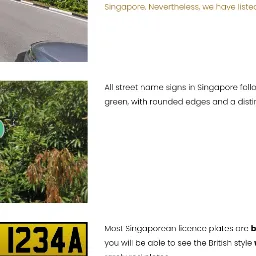 Singapore. Nevertheless, we have liste
All street name signs in Singapore follo
green, with rounded edges and a distin
Most Singaporean licence plates are b
you will be able to see the British style
1234A